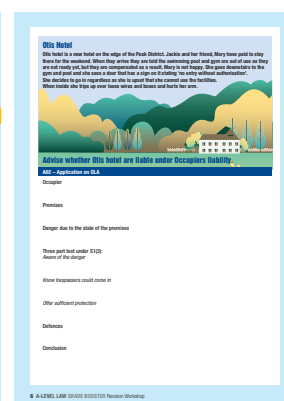 Otis Hotel
Otis hotel is a new hotel on the edge of the Peak District. Jackie and her friend, Mary have paid to stay
there for the weekend. When they arrive they are told the swimming pool and gym are out of use as they
are not ready yet, but they are compensated as a result. Mary is not happy. She goes downstairs to the
gym and pool and she sees a door that has a sign on it stating 'no entry without authorisation'.
She decides to go in regardless as she is upset that she cannot use the facilities.
When inside she trips up over loose wires and boxes and hurts her arm.
Advise whether Otis hotel are liable under Occupiers liability.
A02 – Application on OLA
Occupier
Premises
Danger due to the state of the premises
Three part test under S1(3):
Aware of the danger
Know trespassers could come in
Offer sufficient protection
Defences
Conclusion
6 A-LEVEL LAW GRADE BOOSTER Revision Workshop